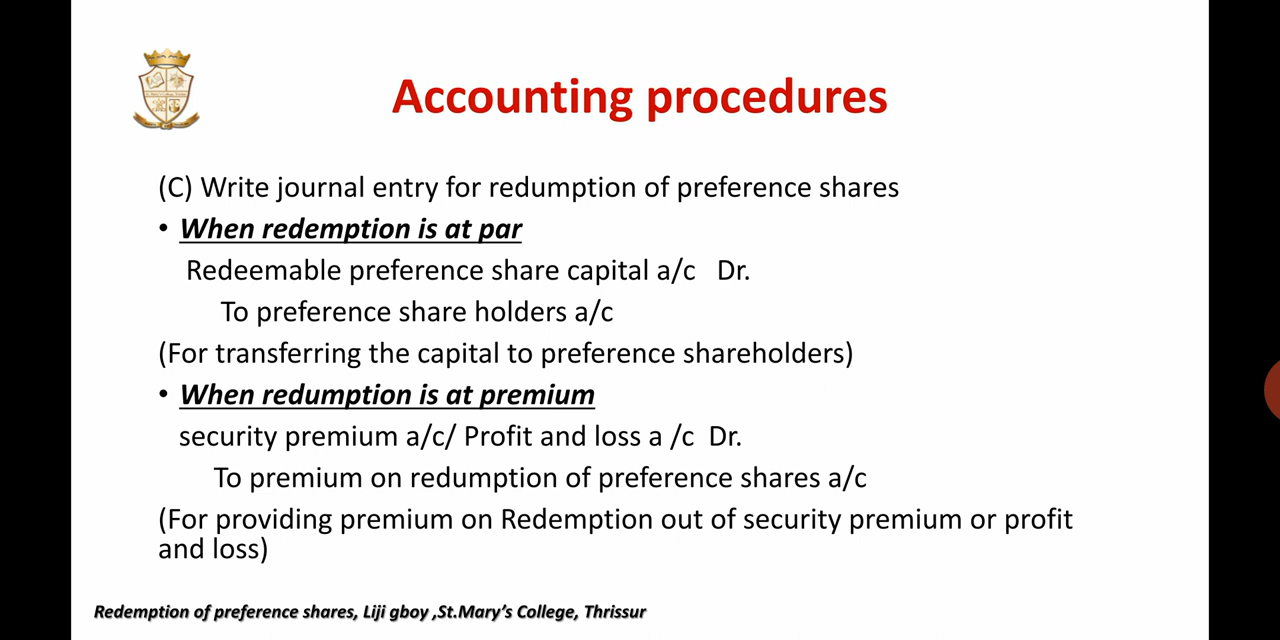 Accounting procedures
(C) Write journal entry for redumption of preference shares
• When redemption is at par
Redeemable preference share capital a/c Dr.
To preference share holders a/c
(For transferring the capital to preference shareholders)
• When redumption is at premium
security premium a/c/ Profit and loss a /c Dr.
To premium on redumption of preference shares a/c
(For providing premium on Redemption out of security premium or profit
and loss)
Redemption of preference shares, Liji gboy ,St.Mary's College, Thrissur